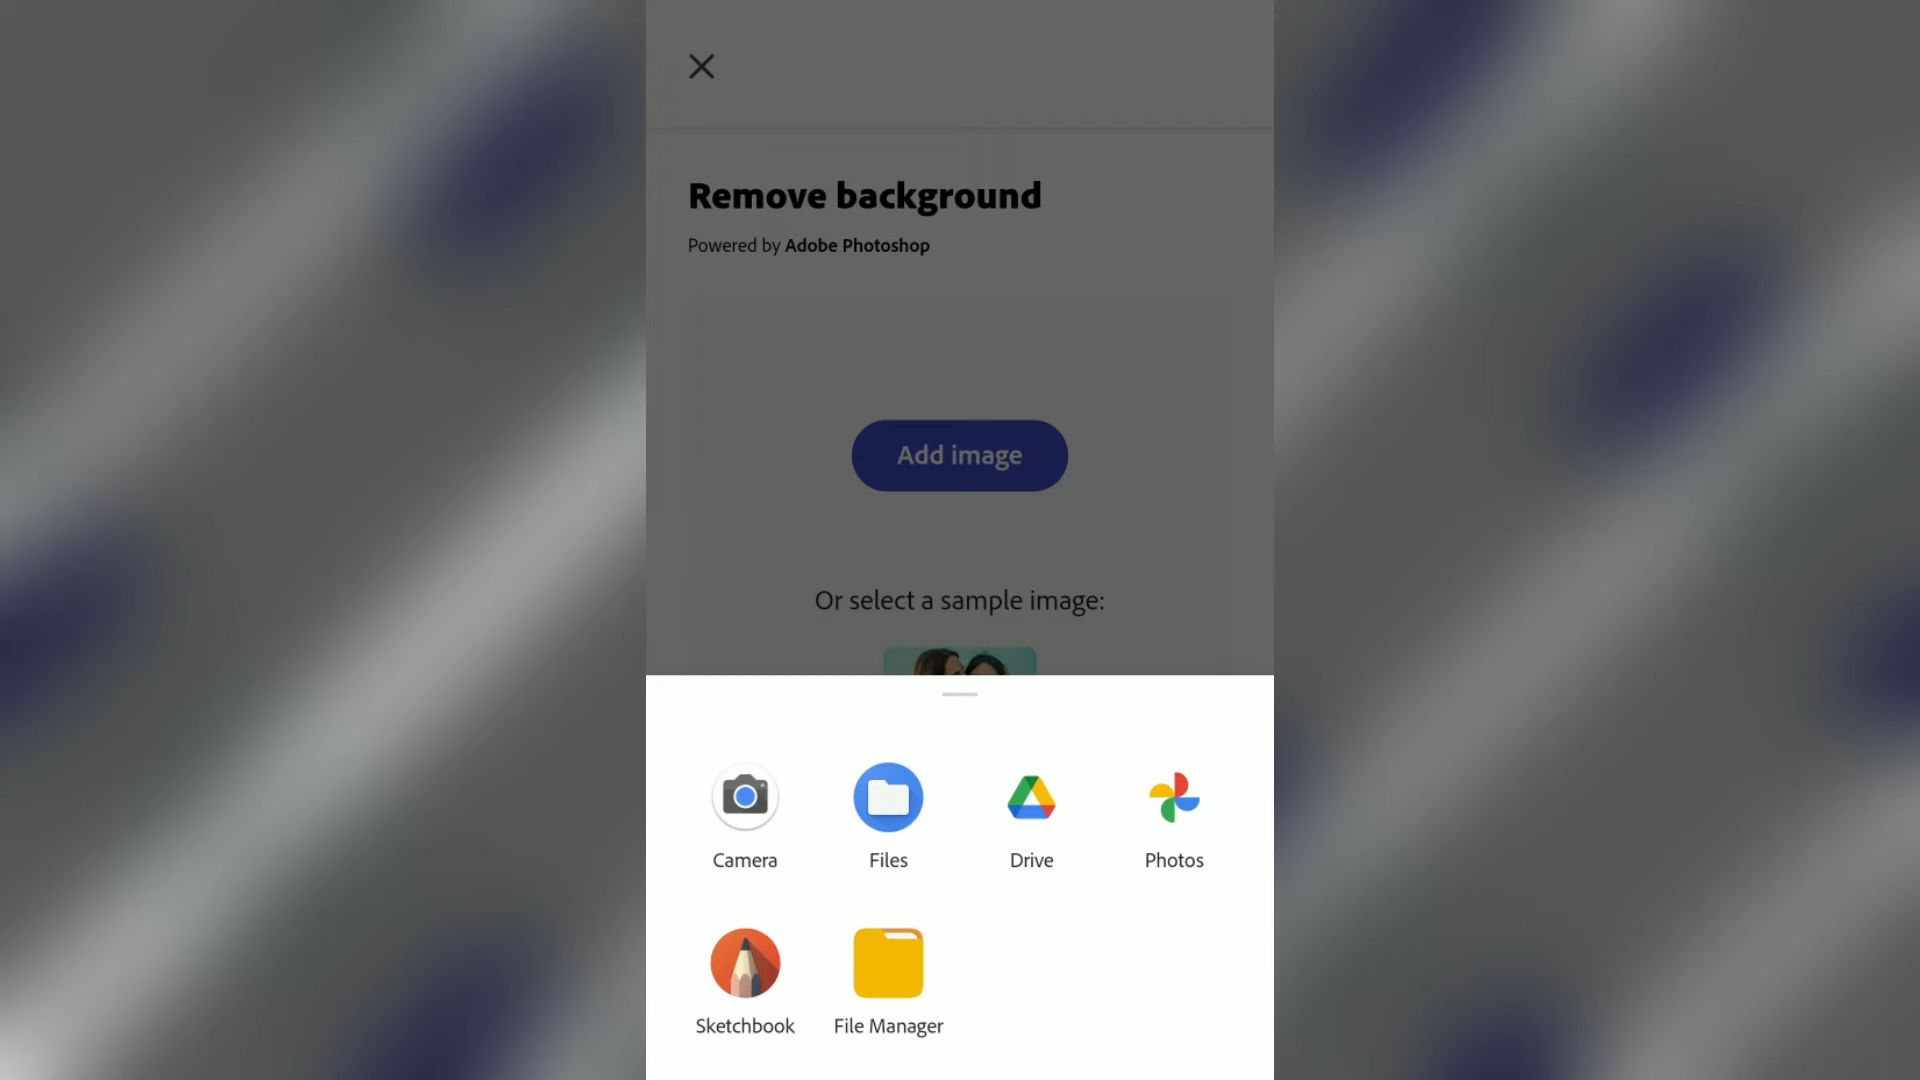 Remove background
Powered by Adobe Photoshop
Add image
Or select a sample image:
Camera
Files
Drive
Photos
Sketchbook
File Manager